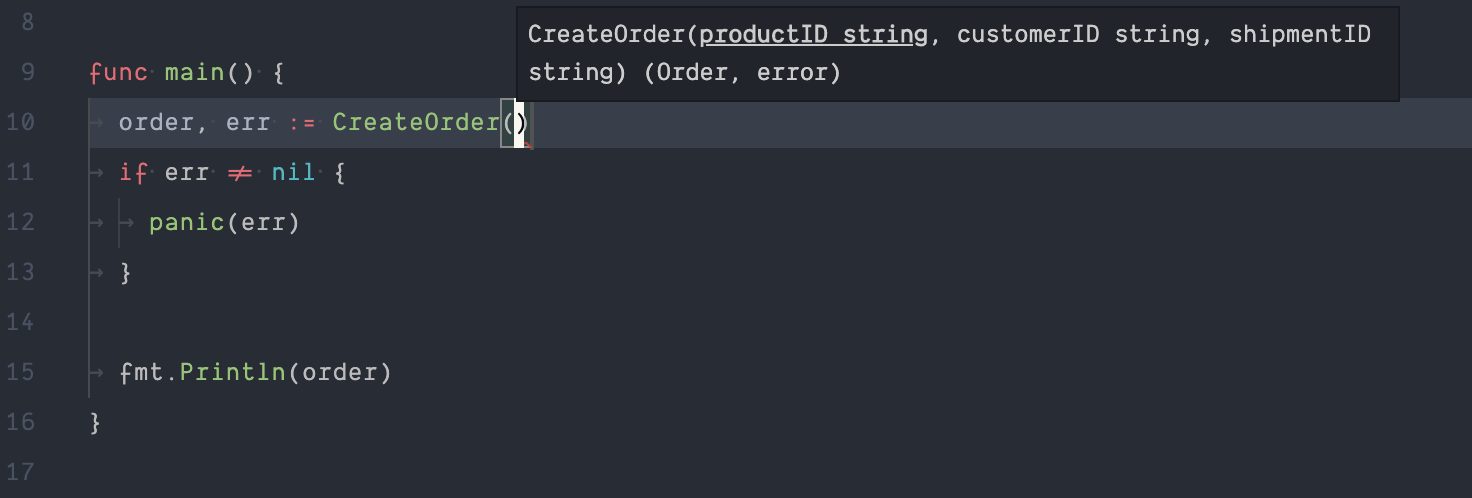 8
CreateOrder(productID string, customerID string, shipmentID
string) (Order, error)
9 func main() {
10 order, err := CreateOrder()
11 if err ≠ nil {
12 panic(err)
13 }
14
15 fmt.Println(order)
16 }
17